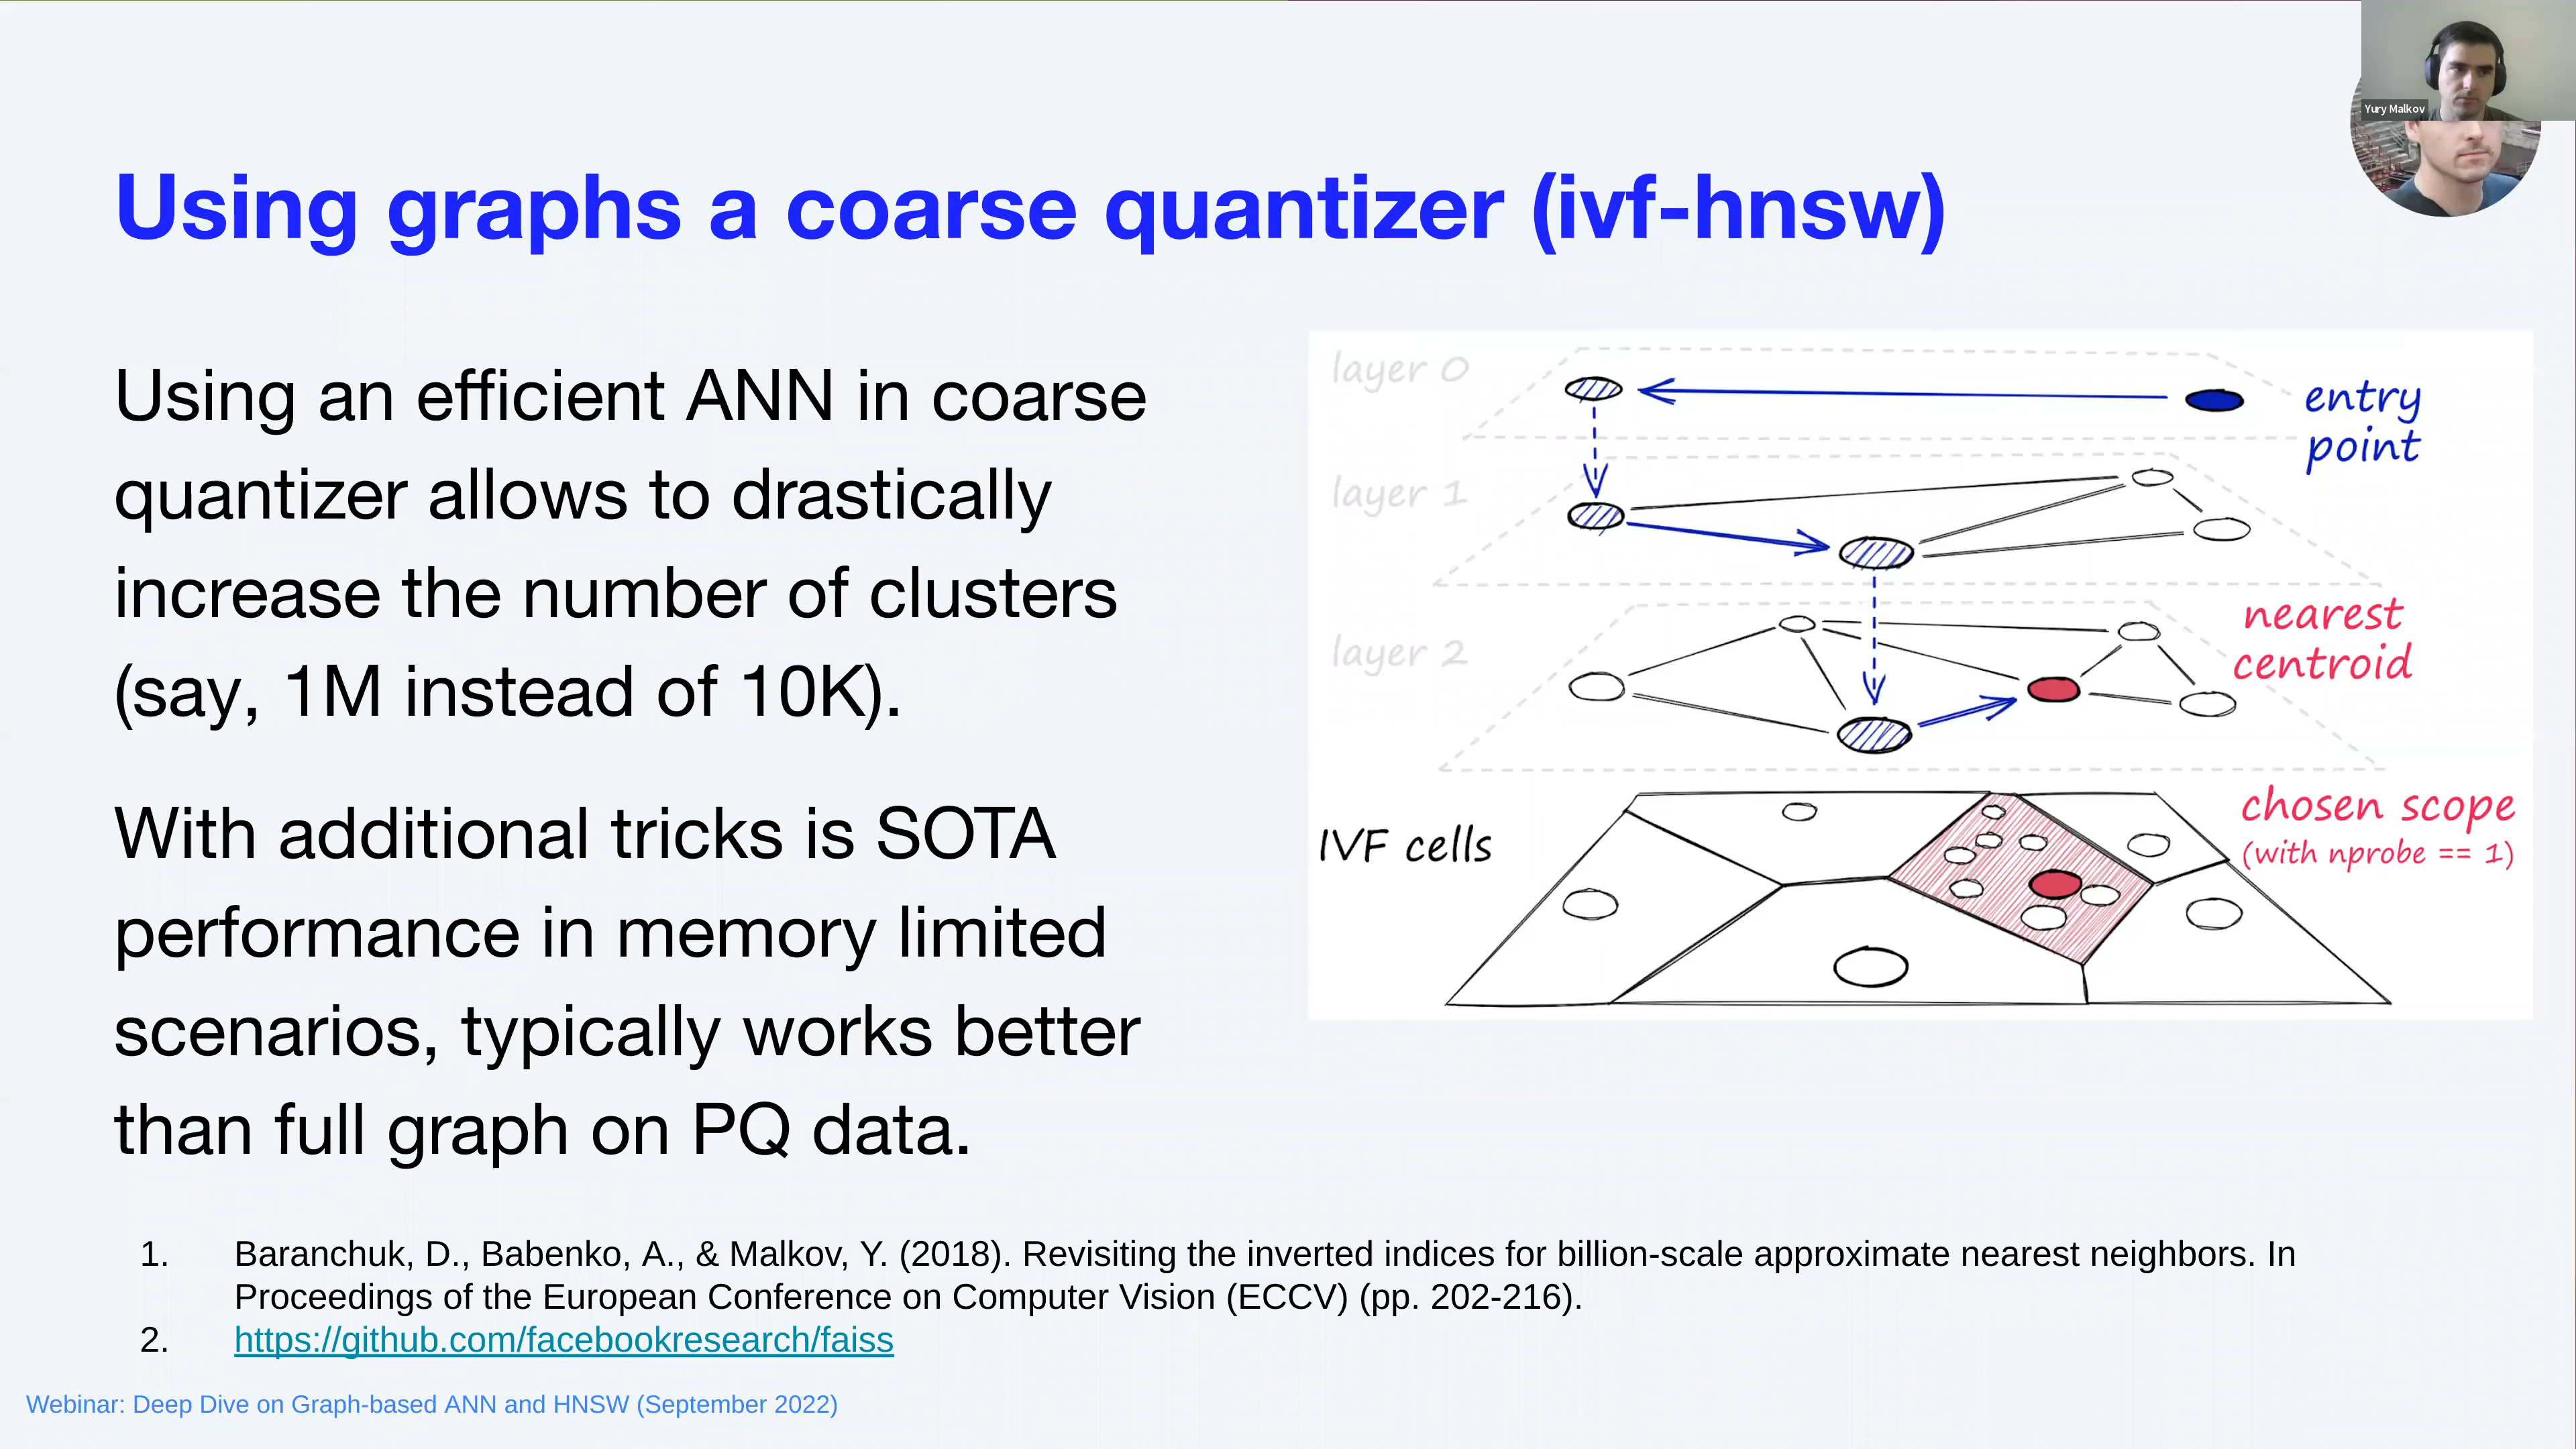 Yury Malkov
Using graphs a coarse quantizer (ivf-hnsw)
Using an efficient ANN in coarse
quantizer allows to drastically
increase the number of clusters
(say, 1M instead of 10K).
With additional tricks is SOTA
performance in memory limited
scenarios, typically works better
than full graph on PQ data.
layer 0
entry
point
layer 1
nearest
centroid
layer 2
chosen scope
(with nprobe == 1)
IVF cells
1. Baranchuk, D., Babenko, A., & Malkov, Y. (2018). Revisiting the inverted indices for billion-scale approximate nearest neighbors. In
Proceedings of the European Conference on Computer Vision (ECCV) (pp. 202-216).
2. https://github.com/facebookresearch/faiss
Webinar: Deep Dive on Graph-based ANN and HNSW (September 2022)